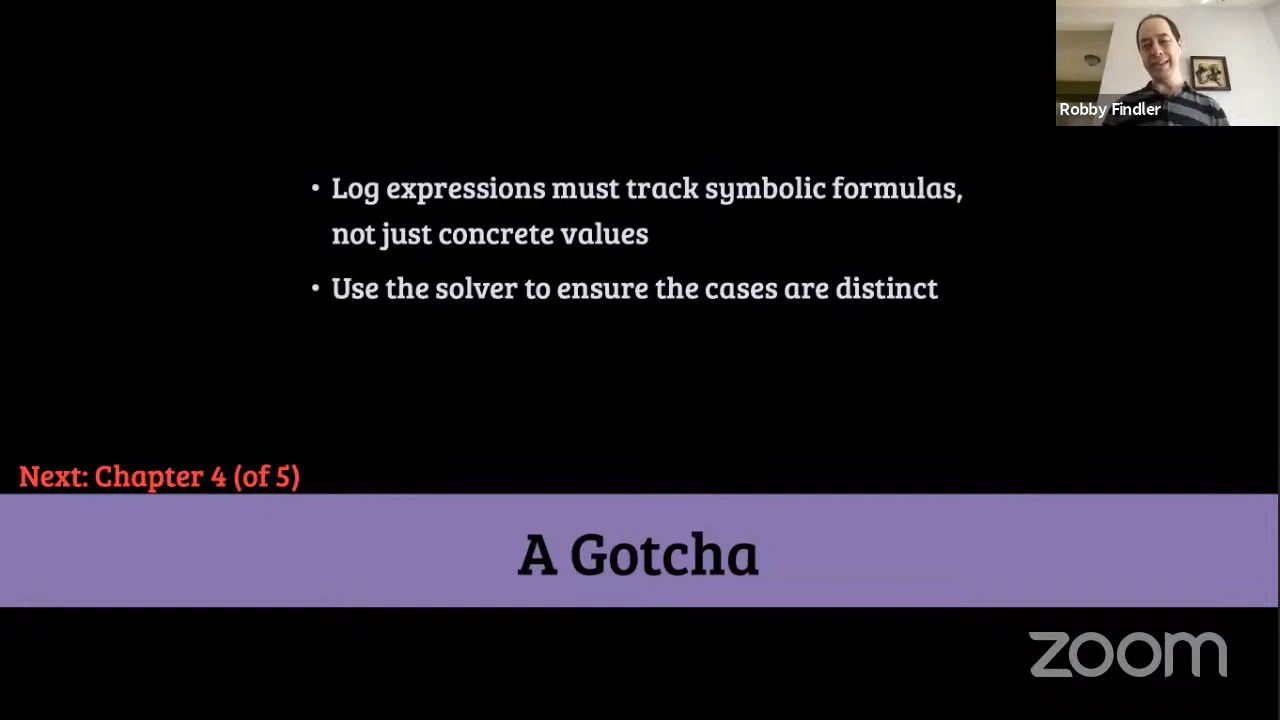 Robby Findler
• Log expressions must track symbolic formulas,
not just concrete values
• Use the solver to ensure the cases are distinct
Next: Chapter 4 (of 5)
A Gotcha
zoom